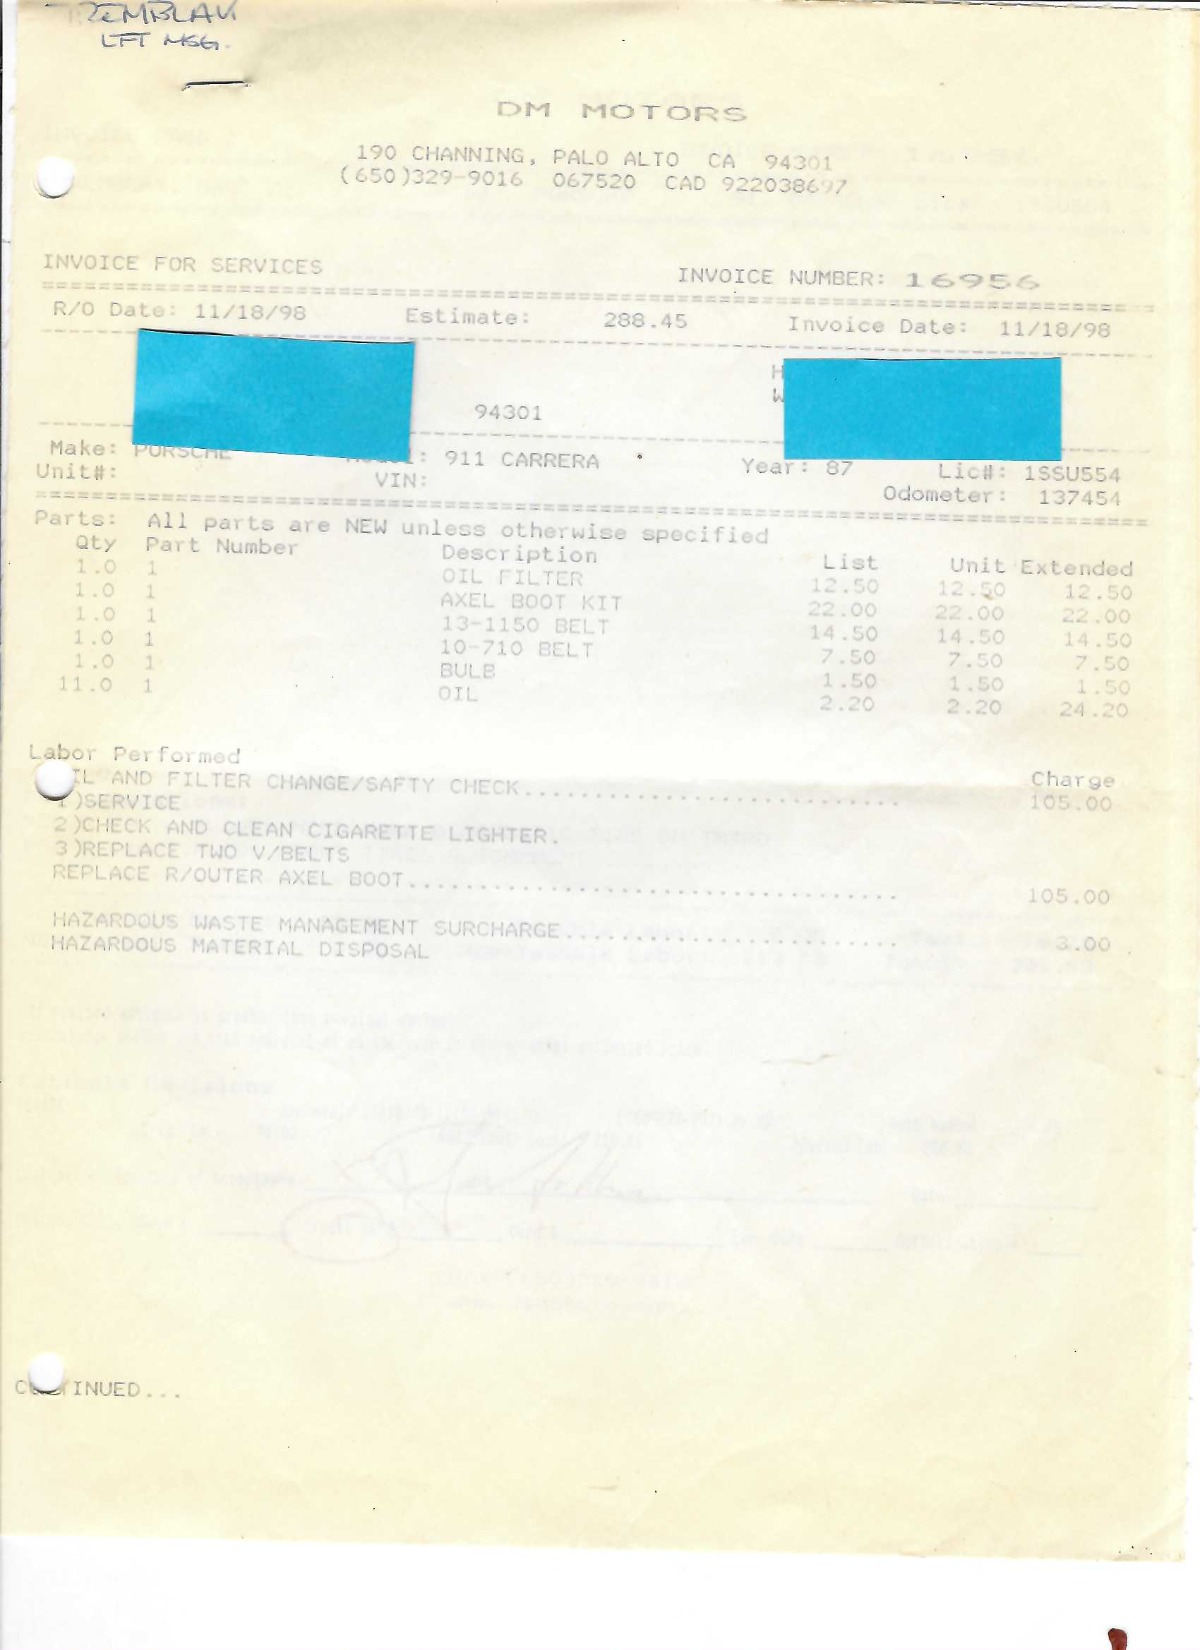 TREMBLAY
LFT MSG.
DM MOTORS
190 CHANNING, PALO ALTO CA 94301
(650)329-9016 067520 CAD 922038697
INVOICE FOR SERVICES INVOICE NUMBER: 16956
R/O Date: 11/18/98 Estimate: 288.45 Invoice Date: 11/18/98
H
W
94301
Make: PORSCHE : 911 CARRERA Year: 87 Lic#: 1SSU554
Unit#: VIN: Odometer: 137454
Parts: All parts are NEW unless otherwise specified
Qty Part Number Description List Unit Extended
1.0 1 OIL FILTER 12.50 12.50 12.50
1.0 1 AXEL BOOT KIT 22.00 22.00 22.00
1.0 1 13-1150 BELT 14.50 14.50 14.50
1.0 1 10-710 BELT 7.50 7.50 7.50
1.0 1 BULB 1.50 1.50 1.50
11.0 1 OIL 2.20 2.20 24.20
Labor Performed Charge
IL AND FILTER CHANGE/SAFTY CHECK............................ 105.00
1)SERVICE
2)CHECK AND CLEAN CIGARETTE LIGHTER.
3)REPLACE TWO V/BELTS
REPLACE R/OUTER AXEL BOOT.................................... 105.00
HAZARDOUS WASTE MANAGEMENT SURCHARGE......................... 3.00
HAZARDOUS MATERIAL DISPOSAL
C TINUED...